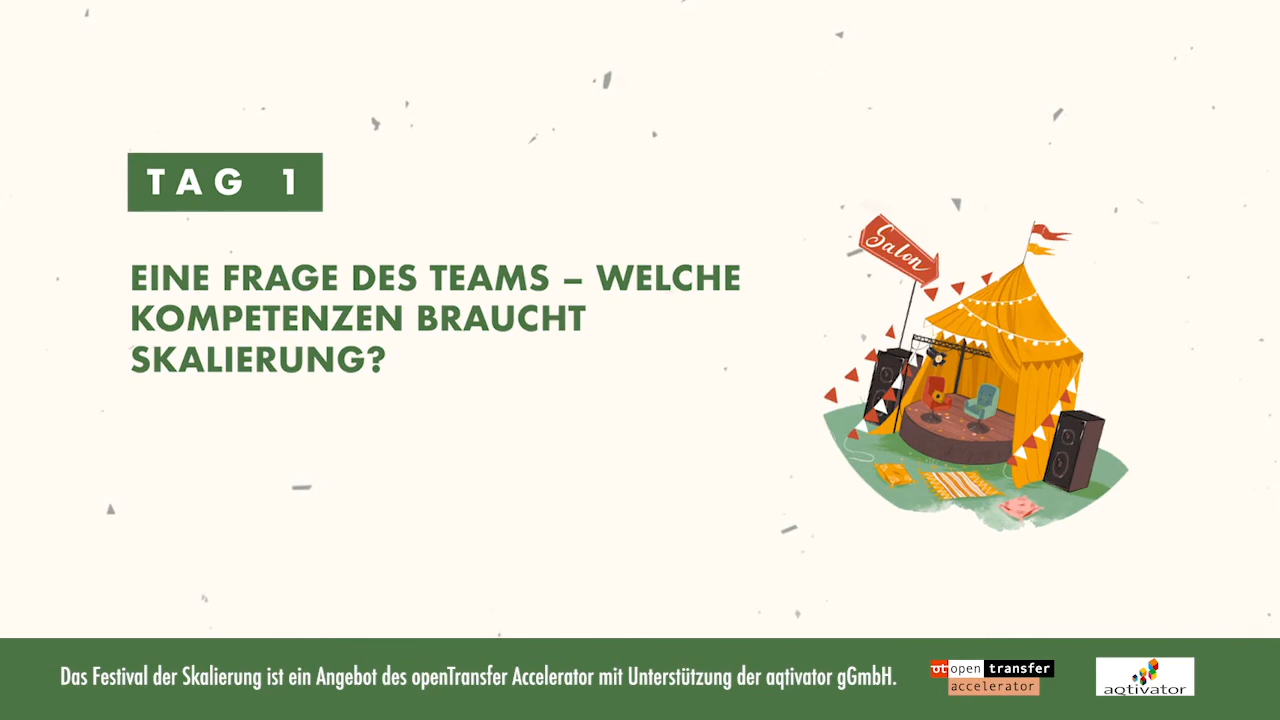 TAG 1
EINE FRAGE DES TEAMS – WELCHE
KOMPETENZEN BRAUCHT
SKALIERUNG?
Salon
Das Festival der Skalierung ist ein Angebot des openTransfer Accelerator mit Unterstützung der aqtivator gGmbH.
ot open transfer
accelerator
aqtivator